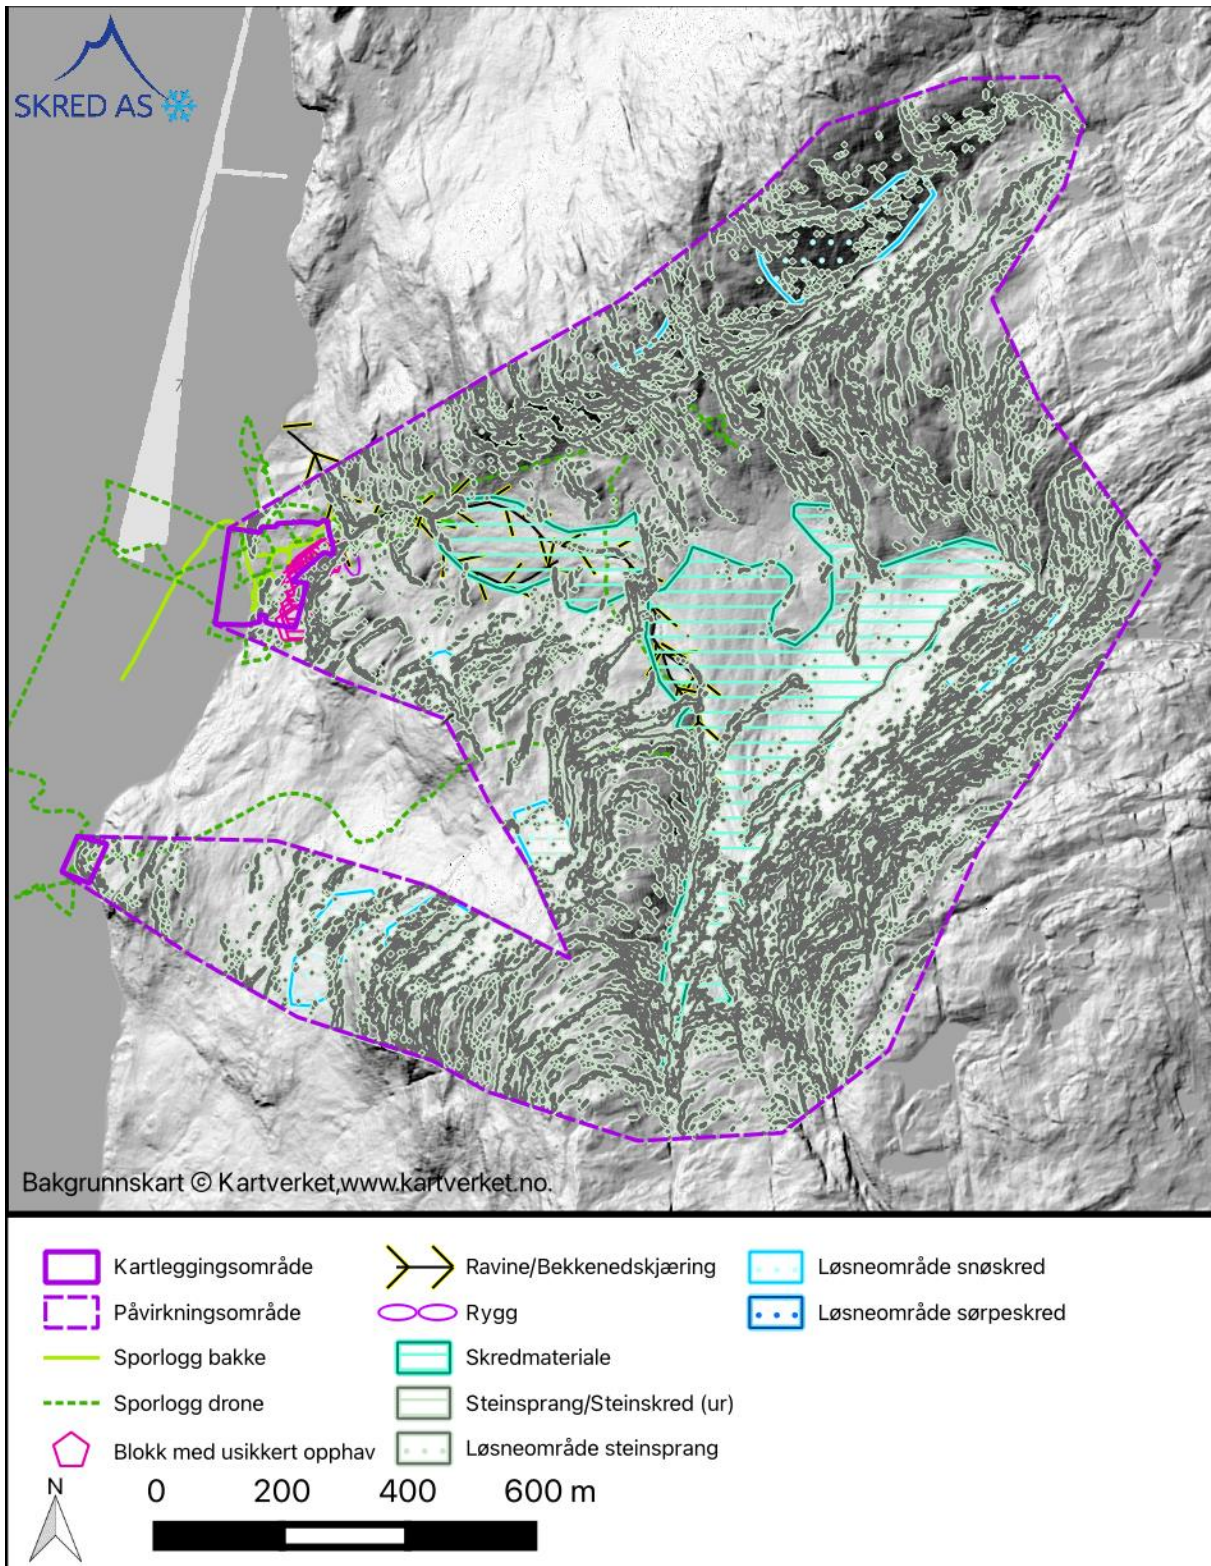 SKRED AS
7
Bakgrunnskart © Kartverket,www.kartverket.no.
Kartleggingsområde
Påvirkningsområde
Sporlogg bakke
Sporlogg drone
Blokk med usikkert opphav
Ravine/Bekkenedskjæring
Rygg
Skredmateriale
Steinsprang/Steinskred (ur)
Løsneområde steinsprang
Løsneområde snøskred
Løsneområde sørpeskred
N
0 200 400 600 m